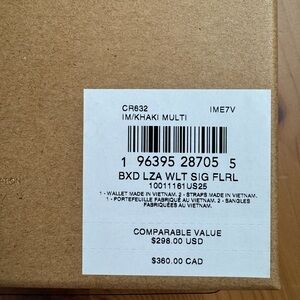 CR632 IME7V
IM/KHAKI MULTI
1 96395 28705 5
BXD LZA WLT SIG FLRL
10011161US25
1 - WALLET MADE IN VIETNAM. 2 - STRAPS MADE IN VIETNAM.
1 - PORTEFEUILLE FABRIQUÉ AU VIETNAM. 2 - SANGLES
FABRIQUÉES AU VIETNAM.
COMPARABLE VALUE
$298.00 USD
$360.00 CAD